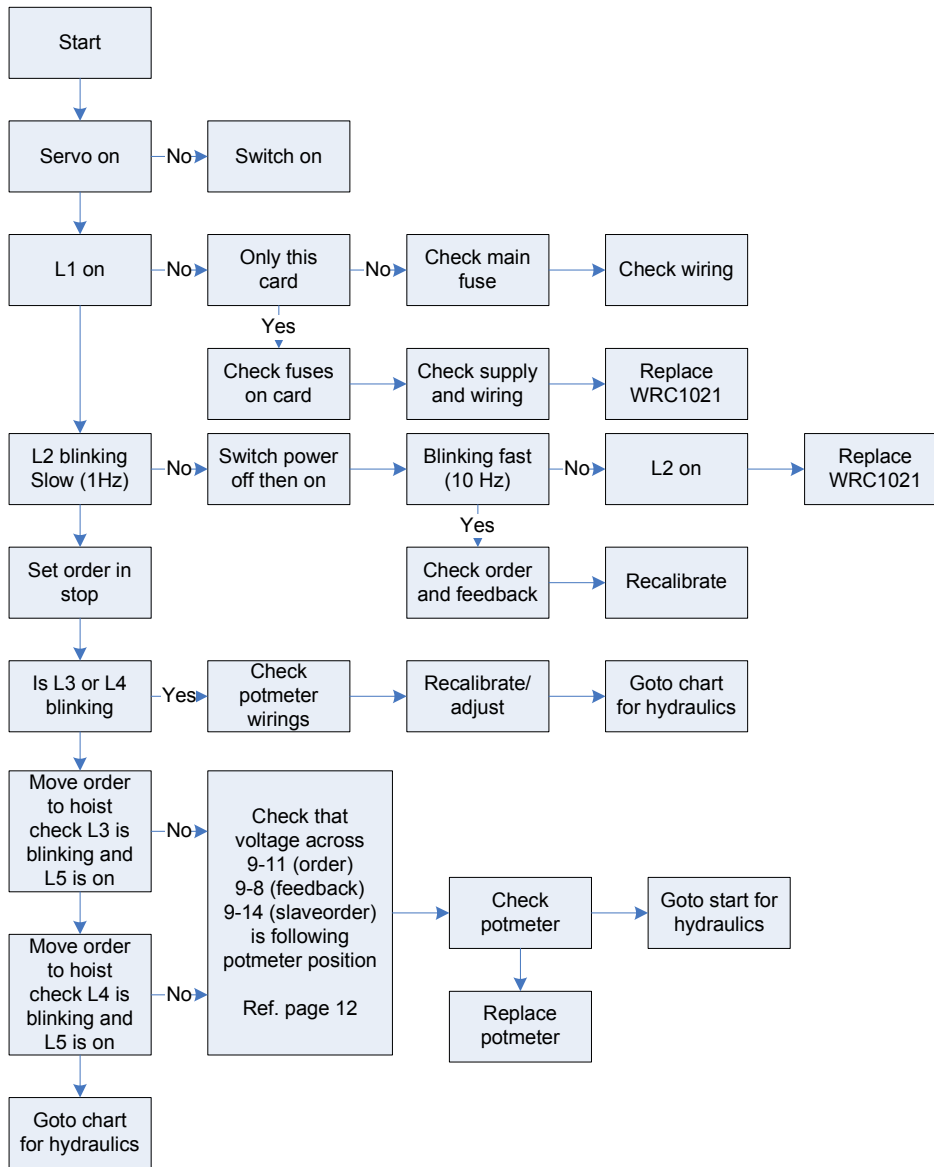 Start
Servo on
No
Switch on
L1 on
No
Only this
card
No
Check main
fuse
Check wiring
Yes
Check fuses
on card
Check supply
and wiring
Replace
WRC1021
L2 blinking
Slow (1Hz)
No
Switch power
off then on
Blinking fast
(10 Hz)
No
L2 on
Replace
WRC1021
Yes
Set order in
stop
Check order
and feedback
Recalibrate
Is L3 or L4
blinking
Yes
Check
potmeter
wirings
Recalibrate/
adjust
Goto chart
for hydraulics
Move order
to hoist
check L3 is
blinking and
L5 is on
No
Check that
voltage across
9-11 (order)
9-8 (feedback)
9-14 (slaveorder)
is following
potmeter position
Ref. page 12
Check
potmeter
Goto start for
hydraulics
Move order
to hoist
check L4 is
blinking and
L5 is on
No
Replace
potmeter
Goto chart
for hydraulics